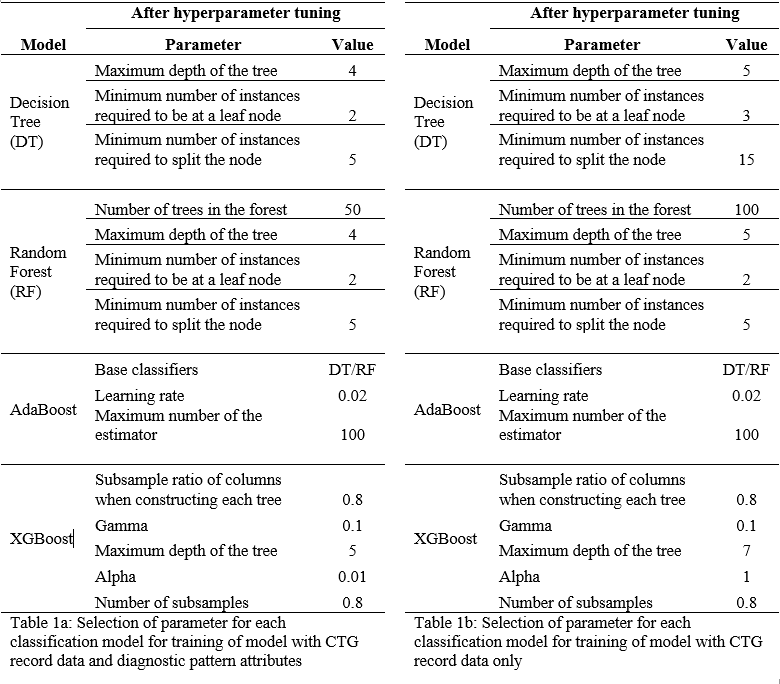 After hyperparameter tuning
Model Parameter Value
Maximum depth of the tree 4
Decision
Tree
(DT)
Minimum number of instances
required to be at a leaf node 2
Minimum number of instances
required to split the node 5
Number of trees in the forest 50
Random
Forest
(RF)
Maximum depth of the tree 4
Minimum number of instances
required to be at a leaf node 2
Minimum number of instances
required to split the node 5
AdaBoost
Base classifiers DT/RF
Learning rate 0.02
Maximum number of the
estimator 100
XGBoost
Subsample ratio of columns
when constructing each tree 0.8
Gamma 0.1
Maximum depth of the tree 5
Alpha 0.01
Number of subsamples 0.8
Table 1a: Selection of parameter for each
classification model for training of model with CTG
record data and diagnostic pattern attributes
After hyperparameter tuning
Model Parameter Value
Maximum depth of the tree 5
Decision
Tree
(DT)
Minimum number of instances
required to be at a leaf node 3
Minimum number of instances
required to split the node 15
Number of trees in the forest 100
Random
Forest
(RF)
Maximum depth of the tree 5
Minimum number of instances
required to be at a leaf node 2
Minimum number of instances
required to split the node 5
AdaBoost
Base classifiers DT/RF
Learning rate 0.02
Maximum number of the
estimator 100
XGBoost
Subsample ratio of columns
when constructing each tree 0.8
Gamma 0.1
Maximum depth of the tree 7
Alpha 1
Number of subsamples 0.8
Table 1b: Selection of parameter for each
classification model for training of model with CTG
record data only